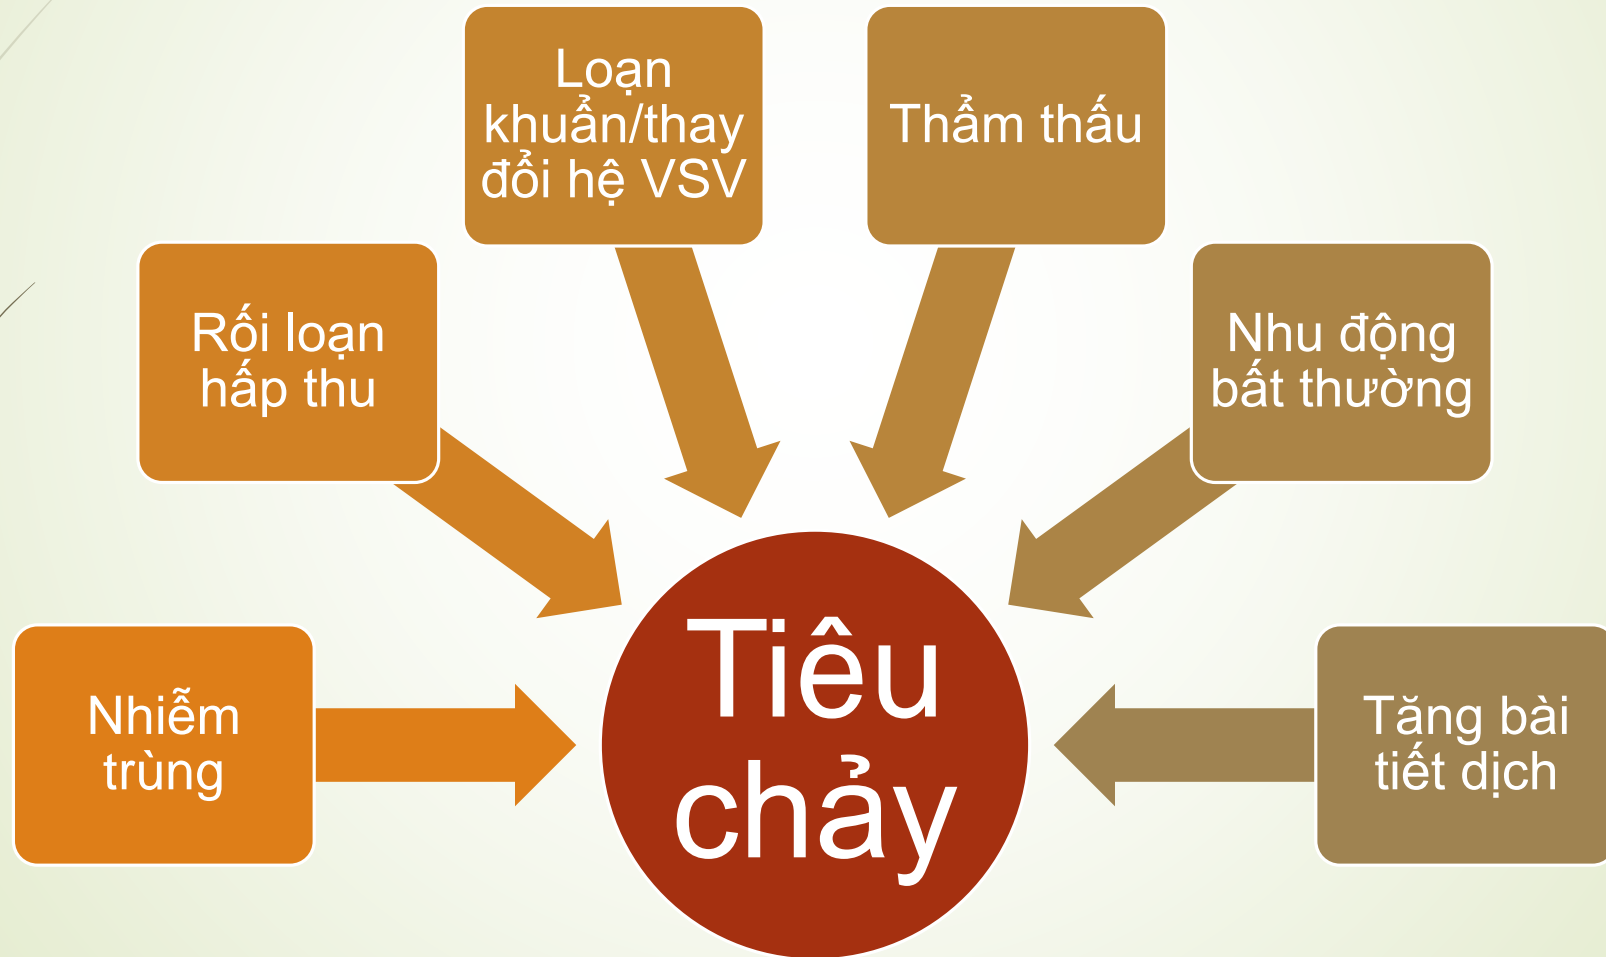 Loạn
khuẩn/thay
đổi hệ VSV
Thẩm thấu
Rối loạn
hấp thu
Nhu động
bất thường
Nhiễm
trùng
Tiêu
chảy
Tăng bài
tiết dịch